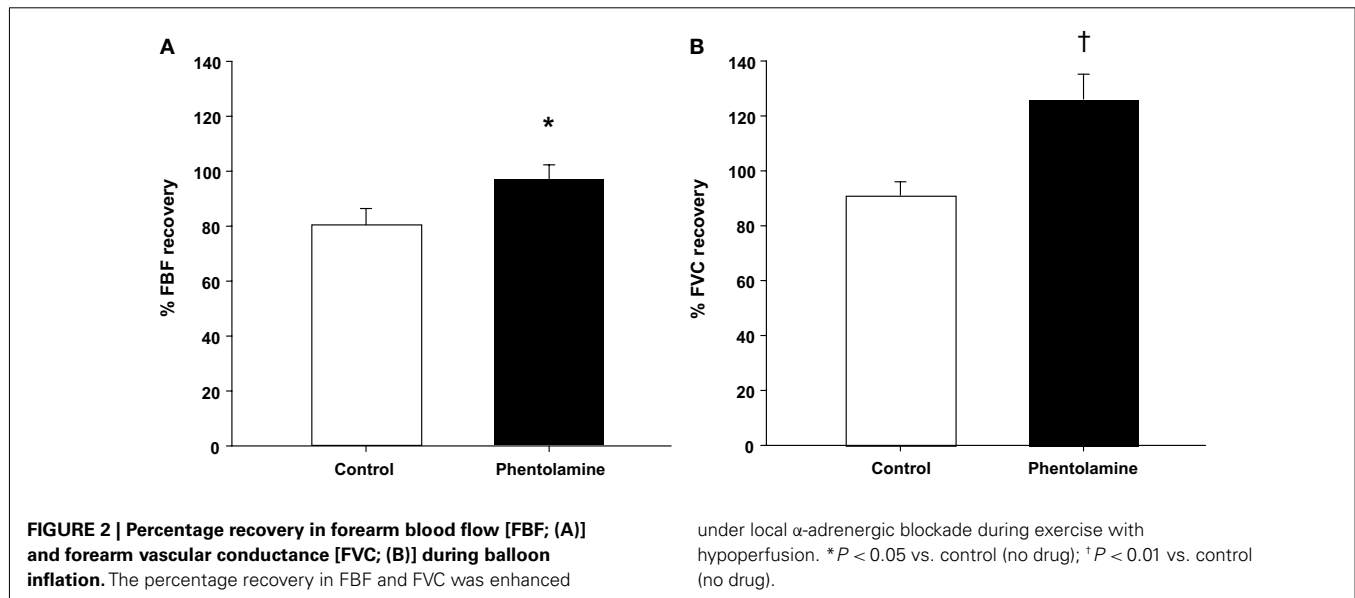 A
140
120
100
80
60
40
20
0
% FBF recovery
*
Control
Phentolamine
B
140
120
100
80
60
40
20
0
% FVC recovery
†
Control
Phentolamine
FIGURE 2 | Percentage recovery in forearm blood flow [FBF; (A)]
and forearm vascular conductance [FVC; (B)] during balloon
inflation. The percentage recovery in FBF and FVC was enhanced
under local α-adrenergic blockade during exercise with
hypoperfusion. *P < 0.05 vs. control (no drug); †P < 0.01 vs. control
(no drug).